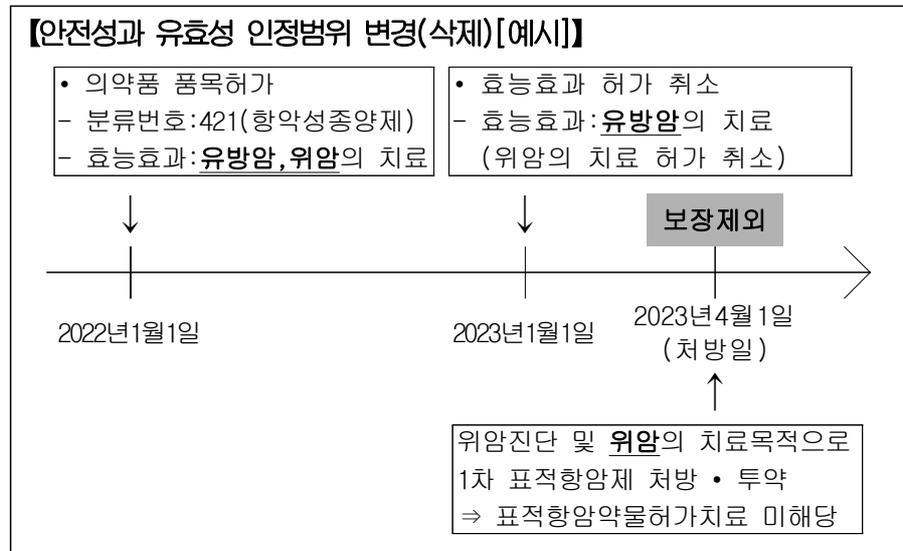 【안전성과 유효성 인정범위 변경(삭제)[예시]】
• 의약품 품목허가
- 분류번호:421(항악성종양제)
- 효능효과:유방암,위암의 치료
• 효능효과 허가 취소
- 효능효과:유방암의 치료
(위암의 치료 허가 취소)
보장제외
2022년1월1일
2023년1월1일
2023년4월1일
(처방일)
위암진단 및 위암의 치료목적으로
1차 표적항암제 처방 • 투약
⇒ 표적항암약물허가치료 미해당